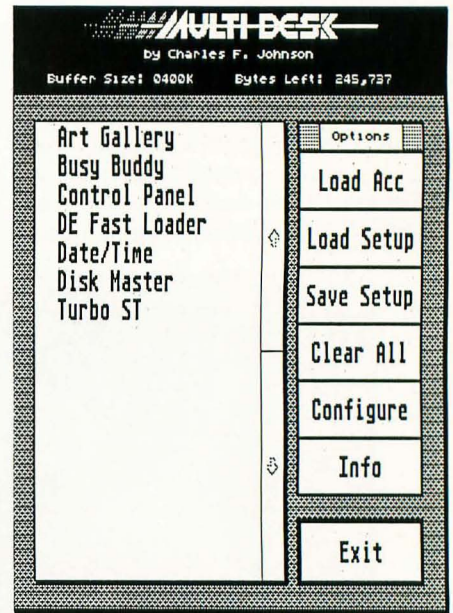 MULTI DESK
by Charles F. Johnson
Buffer Size: 0400K Bytes Left: 245,737
Options
Art Gallery
Busy Buddy
Control Panel
DE Fast Loader
Date/Time
Disk Master
Turbo ST
Load Acc
Load Setup
Save Setup
Clear All
Configure
Info
Exit